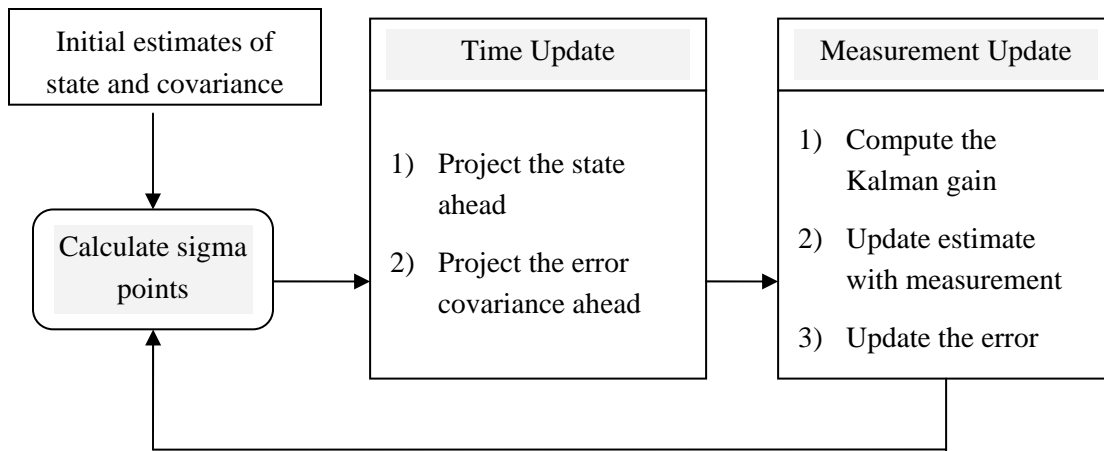 Initial estimates of
state and covariance
Calculate sigma
points
Time Update
1) Project the state
ahead
2) Project the error
covariance ahead
Measurement Update
1) Compute the
Kalman gain
2) Update estimate
with measurement
3) Update the error